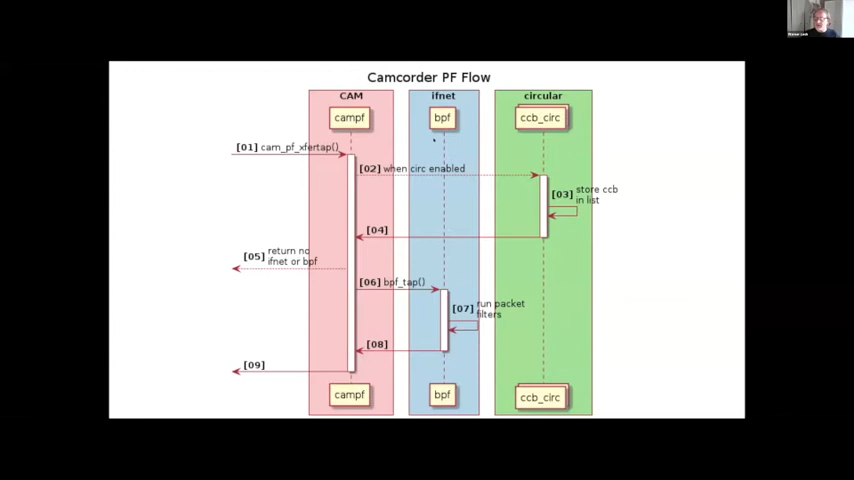 Camcorder PF Flow
CAM
ifnet
circular
campf
bpf
ccb_circ
[01] cam_pf_xfertap()
[02] when circ enabled
[03] store ccb
in list
[04]
[05] return no
ifnet or bpf
[06] bpf_tap()
[07] run packet
filters
[08]
[09]
campf
bpf
ccb_circ